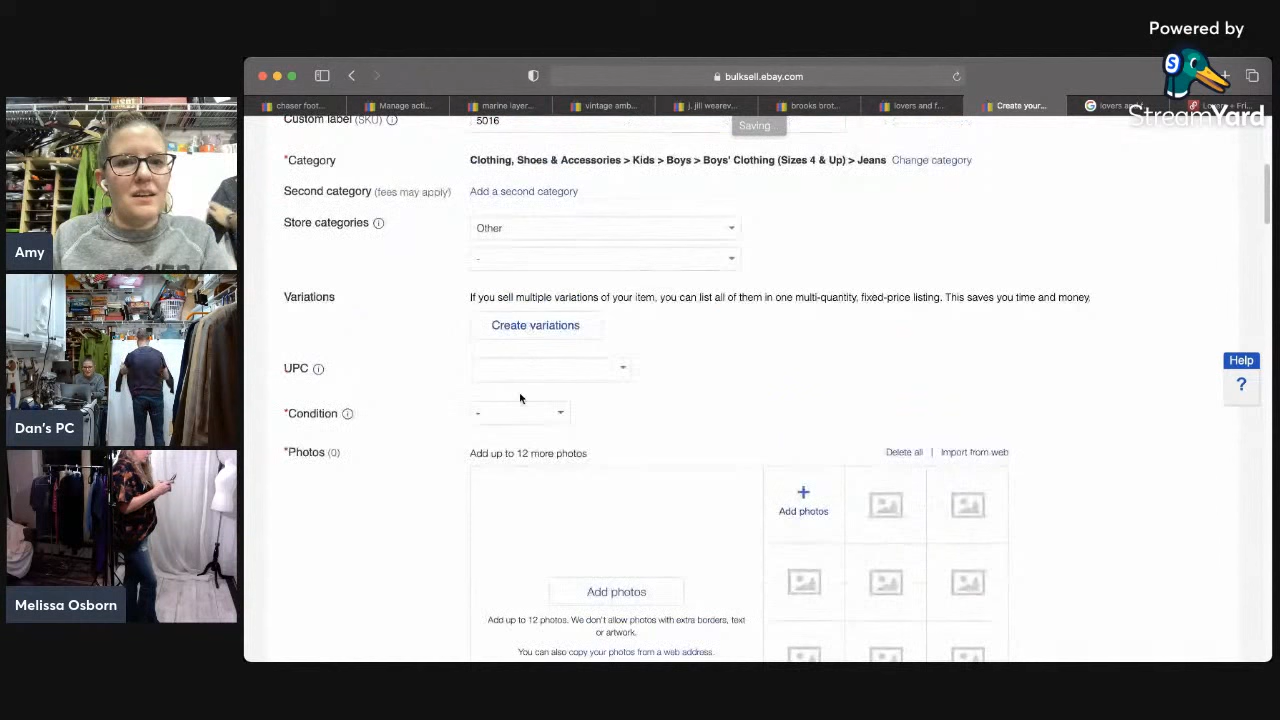 Powered by
StreamYard
bulksell.ebay.com
chaser foot...
Manage acti...
marine layer...
vintage amb...
j. jill wearev...
brooks brot...
lovers and f...
Create your...
Custom label (SKU)
5016
Saving...
*Category
Clothing, Shoes & Accessories > Kids > Boys > Boys' Clothing (Sizes 4 & Up) > Jeans Change category
Second category (fees may apply)
Add a second category
Store categories
Other
-
Variations
If you sell multiple variations of your item, you can list all of them in one multi-quantity, fixed-price listing. This saves you time and money.
Create variations
UPC
*Condition
-
*Photos (0)
Add up to 12 more photos
Delete all | Import from web
Add photos
Add photos
Add up to 12 photos. We don't allow photos with extra borders, text
or artwork.
You can also copy your photos from a web address.
Help
?
Amy
Dan's PC
Melissa Osborn